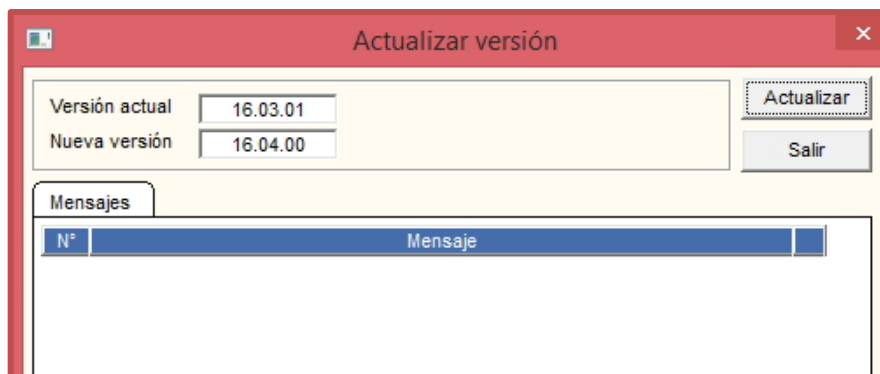 Actualizar versión
Versión actual 16.03.01
Actualizar
Nueva versión 16.04.00
Salir
Mensajes
N° Mensaje